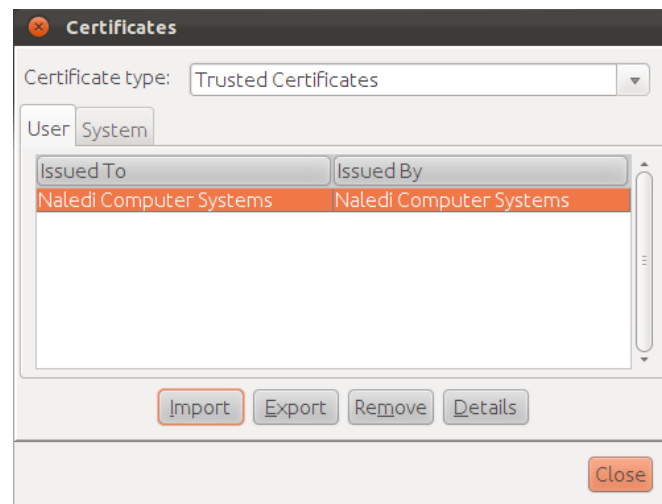 Certificates
Certificate type: Trusted Certificates
User System
Issued To Issued By
Naledi Computer Systems Naledi Computer Systems
Import Export Remove Details
Close